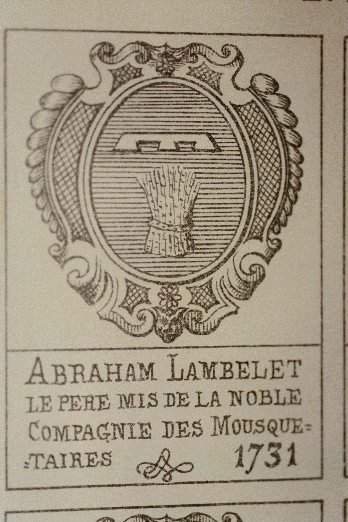 ABRAHAM LAMBELET
LE PERE MIS DE LA NOBLE
COMPAGNIE DES MOUSQUE=
=TAIRES 1731